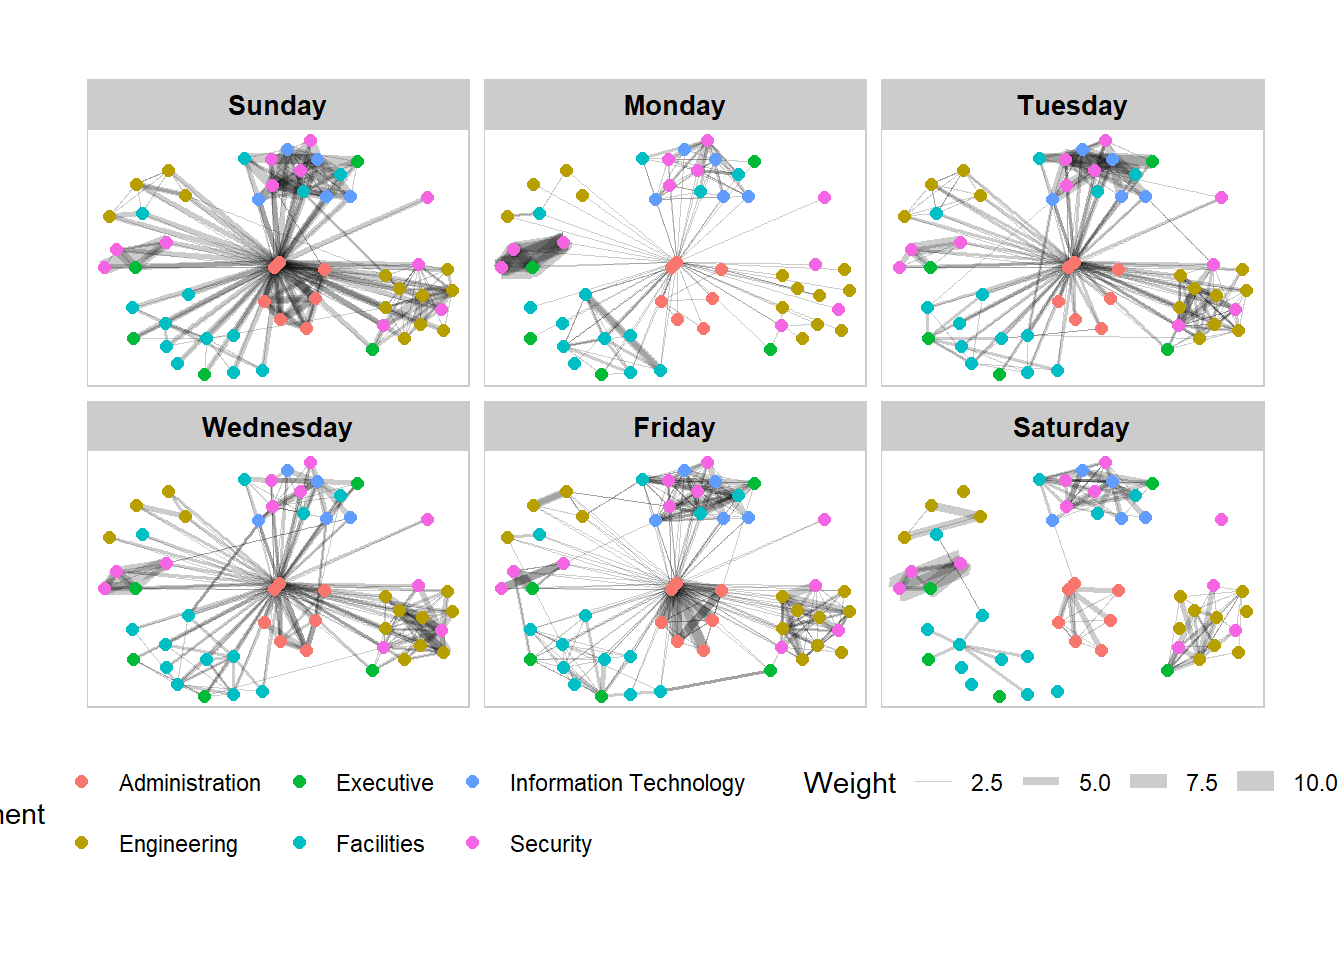 Sunday
Monday
Tuesday
Wednesday
Friday
Saturday
Administration
Executive
Information Technology
Engineering
Facilities
Security
Weight
2.5
5.0
7.5
10.0